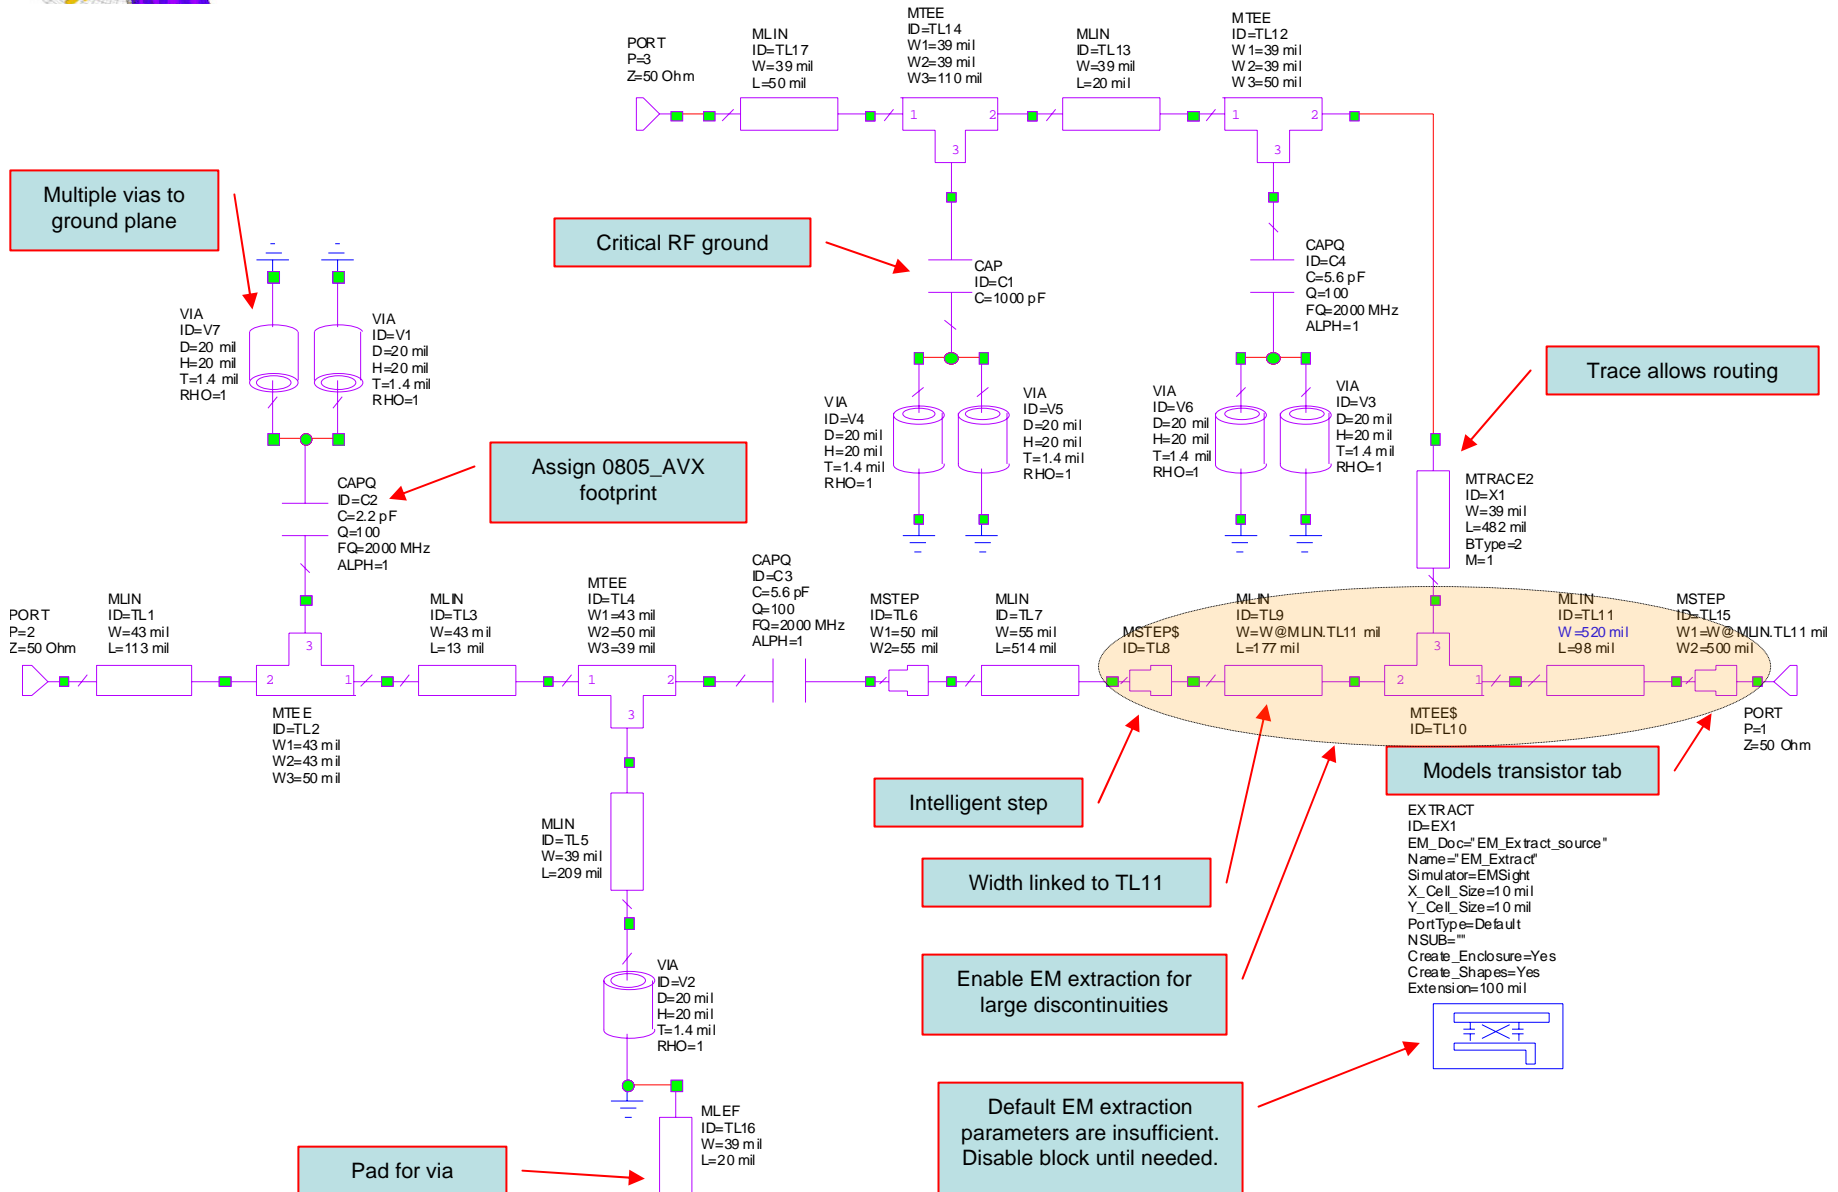 PORT
P=3
Z=50 Ohm
MLIN
ID=TL17
W=39 mil
L=50 mil
MTEE
ID=TL14
W1=39 mil
W2=39 mil
W3=110 mil
1
2
3
MLIN
ID=TL13
W=39 mil
L=20 mil
MTEE
ID=TL12
W1=39 mil
W2=39 mil
W3=50 mil
1
2
3
Multiple vias to
ground plane
Critical RF ground
CAP
ID=C1
C=1000 pF
CAPQ
ID=C4
C=5.6 pF
Q=100
FQ=2000 MHz
ALPH=1
VIA
ID=V7
D=20 mil
H=20 mil
T=1.4 mil
RHO=1
VIA
ID=V1
D=20 mil
H=20 mil
T=1.4 mil
RHO=1
Trace allows routing
VIA
ID=V4
D=20 mil
H=20 mil
T=1.4 mil
RHO=1
VIA
ID=V5
D=20 mil
H=20 mil
T=1.4 mil
RHO=1
VIA
ID=V6
D=20 mil
H=20 mil
T=1.4 mil
RHO=1
VIA
ID=V3
D=20 mil
H=20 mil
T=1.4 mil
RHO=1
Assign 0805_AVX
footprint
CAPQ
ID=C2
C=2.2 pF
Q=100
FQ=2000 MHz
ALPH=1
MTRACE2
ID=X1
W=39 mil
L=482 mil
BType=2
M=1
PORT
P=2
Z=50 Ohm
MLIN
ID=TL1
W=43 mil
L=113 mil
3
2
1
MTEE
ID=TL2
W1=43 mil
W2=43 mil
W3=50 mil
MLIN
ID=TL3
W=43 mil
L=13 mil
MTEE
ID=TL4
W1=43 mil
W2=50 mil
W3=39 mil
1
2
3
CAPQ
ID=C3
C=5.6 pF
Q=100
FQ=2000 MHz
ALPH=1
MSTEP
ID=TL6
W1=50 mil
W2=55 mil
MLIN
ID=TL7
W=55 mil
L=514 mil
MSTEP$
ID=TL8
MLIN
ID=TL9
W=W@MLIN.TL11 mil
L=177 mil
3
2
1
MTEE$
ID=TL10
MLIN
ID=TL11
W=520 mil
L=98 mil
MSTEP
ID=TL15
W1=W@MLIN.TL11 mil
W2=500 mil
PORT
P=1
Z=50 Ohm
Models transistor tab
Intelligent step
MLIN
ID=TL5
W=39 mil
L=209 mil
Width linked to TL11
EXTRACT
ID=EX1
EM_Doc="EM_Extract_source"
Name="EM_Extract"
Simulator=EMSight
X_Cell_Size=10 mil
Y_Cell_Size=10 mil
PortType=Default
NSUB=""
Create_Enclosure=Yes
Create_Shapes=Yes
Extension=100 mil
Enable EM extraction for
large discontinuities
VIA
ID=V2
D=20 mil
H=20 mil
T=1.4 mil
RHO=1
Default EM extraction
parameters are insufficient.
Disable block until needed.
MLEF
ID=TL16
W=39 mil
L=20 mil
Pad for via